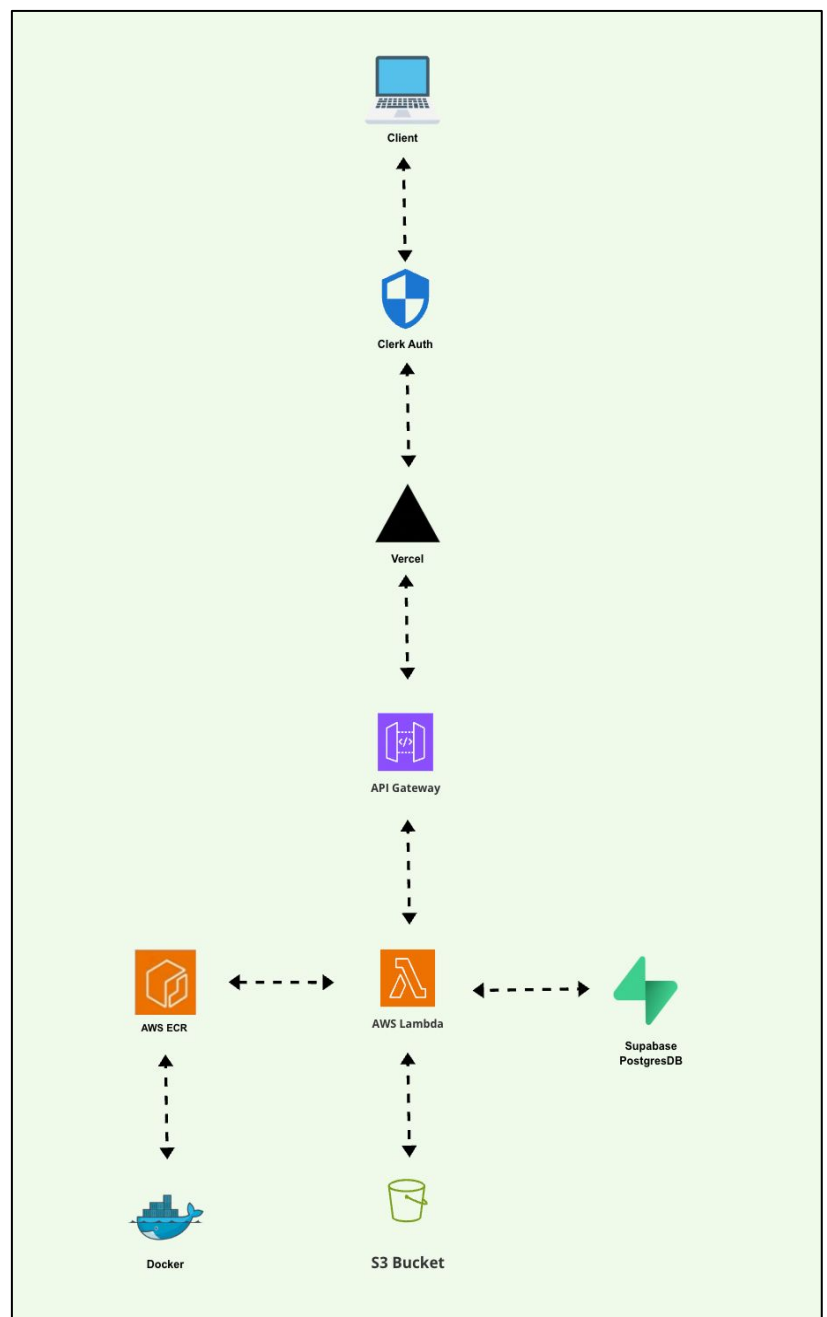 Client
Clerk Auth
Vercel
API Gateway
AWS ECR
AWS Lambda
Supabase
PostgresDB
Docker
S3 Bucket